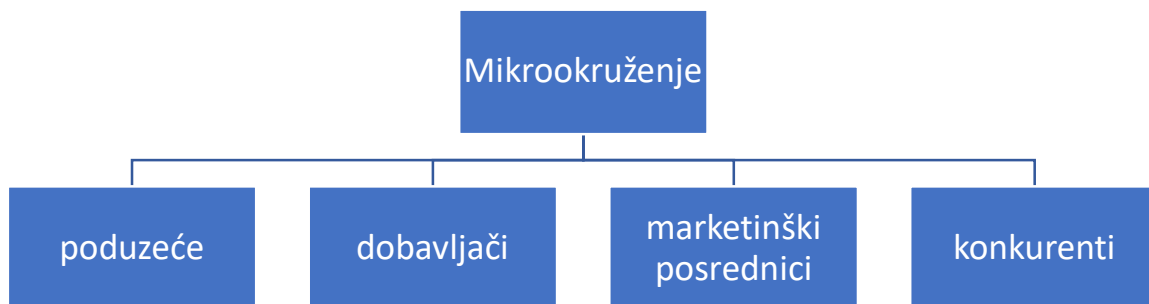 Mikrookruženje
poduzeće
dobavljači
marketinški
posrednici
konkurenti